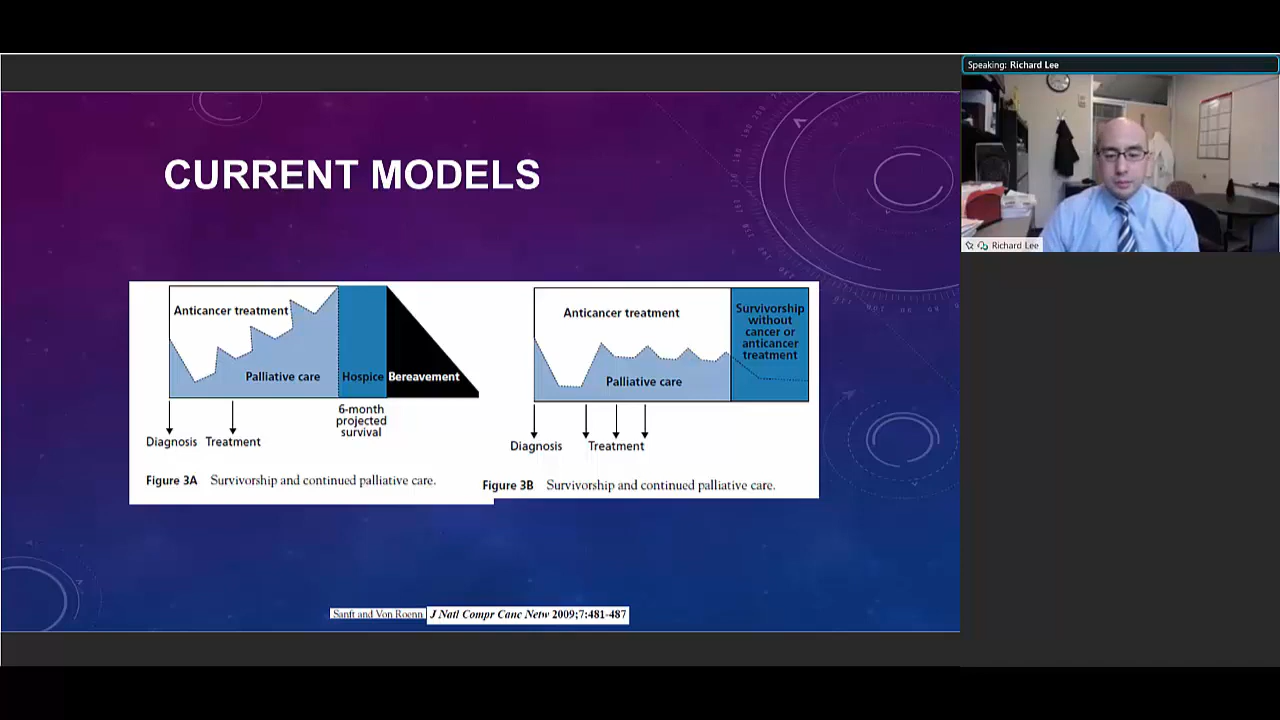 Speaking: Richard Lee
CURRENT MODELS
Anticancer treatment
Palliative care
Hospice
Bereavement
6-month
projected
survival
Diagnosis Treatment
Figure 3A Survivorship and continued palliative care.
Anticancer treatment
Survivorship
without
cancer or
anticancer
treatment
Palliative care
Diagnosis Treatment
Figure 3B Survivorship and continued palliative care.
Sanft and Von Roenn J Natl Compr Canc Netw 2009;7:481-487
Richard Lee